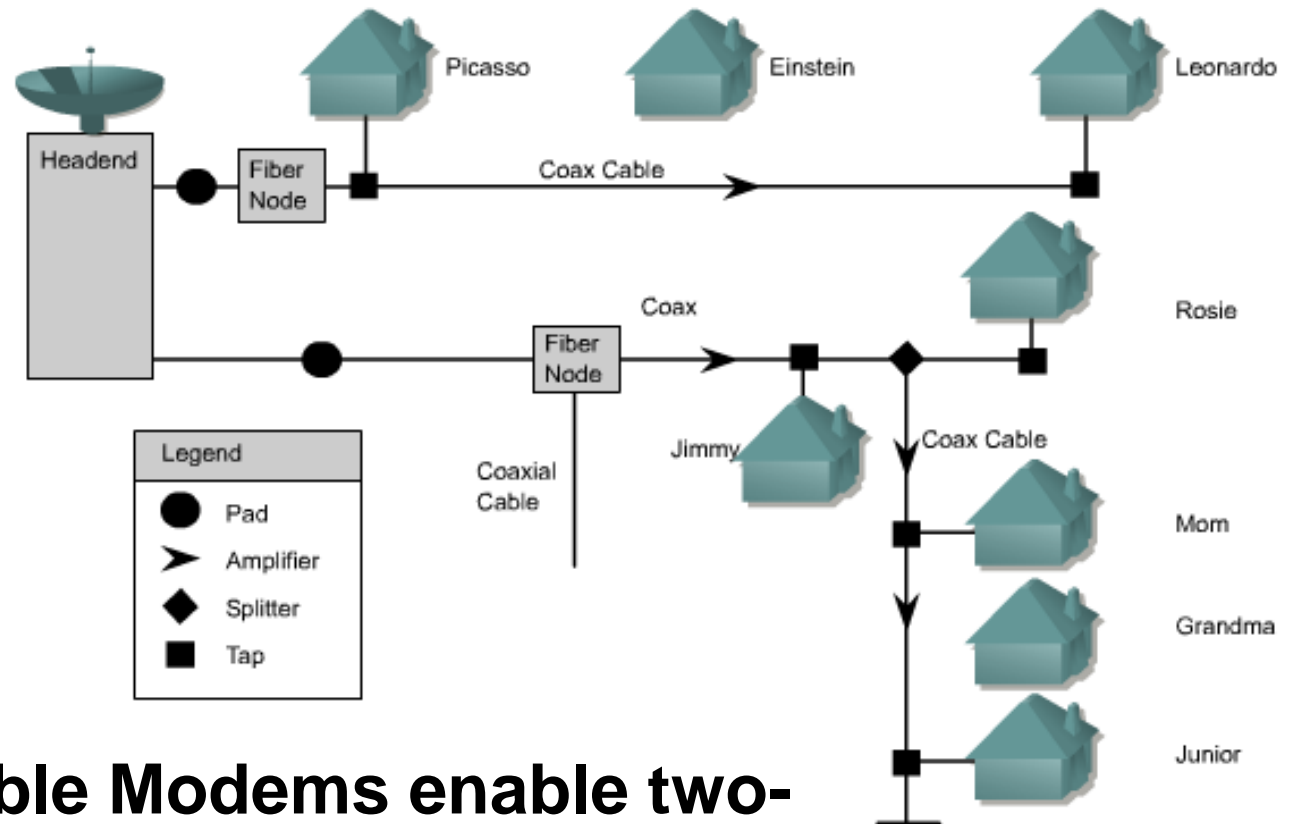 Picasso
Einstein
Leonardo
Headend
Fiber
Node
Coax Cable
Rosie
Coax
Fiber
Node
Legend
Pad
Amplifier
Splitter
Tap
Coaxial
Cable
Jimmy
Coax Cable
Mom
Grandma
Junior
ble Modems enable two-